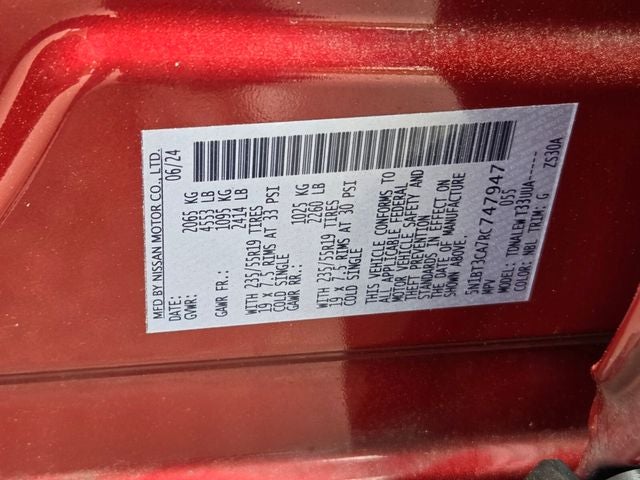 MFD BY NISSAN MOTOR CO., LTD.
DATE: 06/24
GVWR: 2065 KG
4553 LB
GAWR FR.: 1095 KG
2414 LB
WITH 235/55R19 TIRES
19 X 7.5 RIMS AT 33 PSI
COLD SINGLE
GAWR RR.: 1025 KG
2260 LB
WITH 235/55R19 TIRES
19 X 7.5 RIMS AT 30 PSI
COLD SINGLE
THIS VEHICLE CONFORMS TO
ALL APPLICABLE FEDERAL
MOTOR VEHICLE SAFETY AND
THEFT PREVENTION
STANDARDS IN EFFECT ON
THE DATE OF MANUFACTURE
SHOWN ABOVE.
5N1BT3CA7RC747947
MPV 055
MODEL:
COLOR: NBL TRIM: G ZS30A